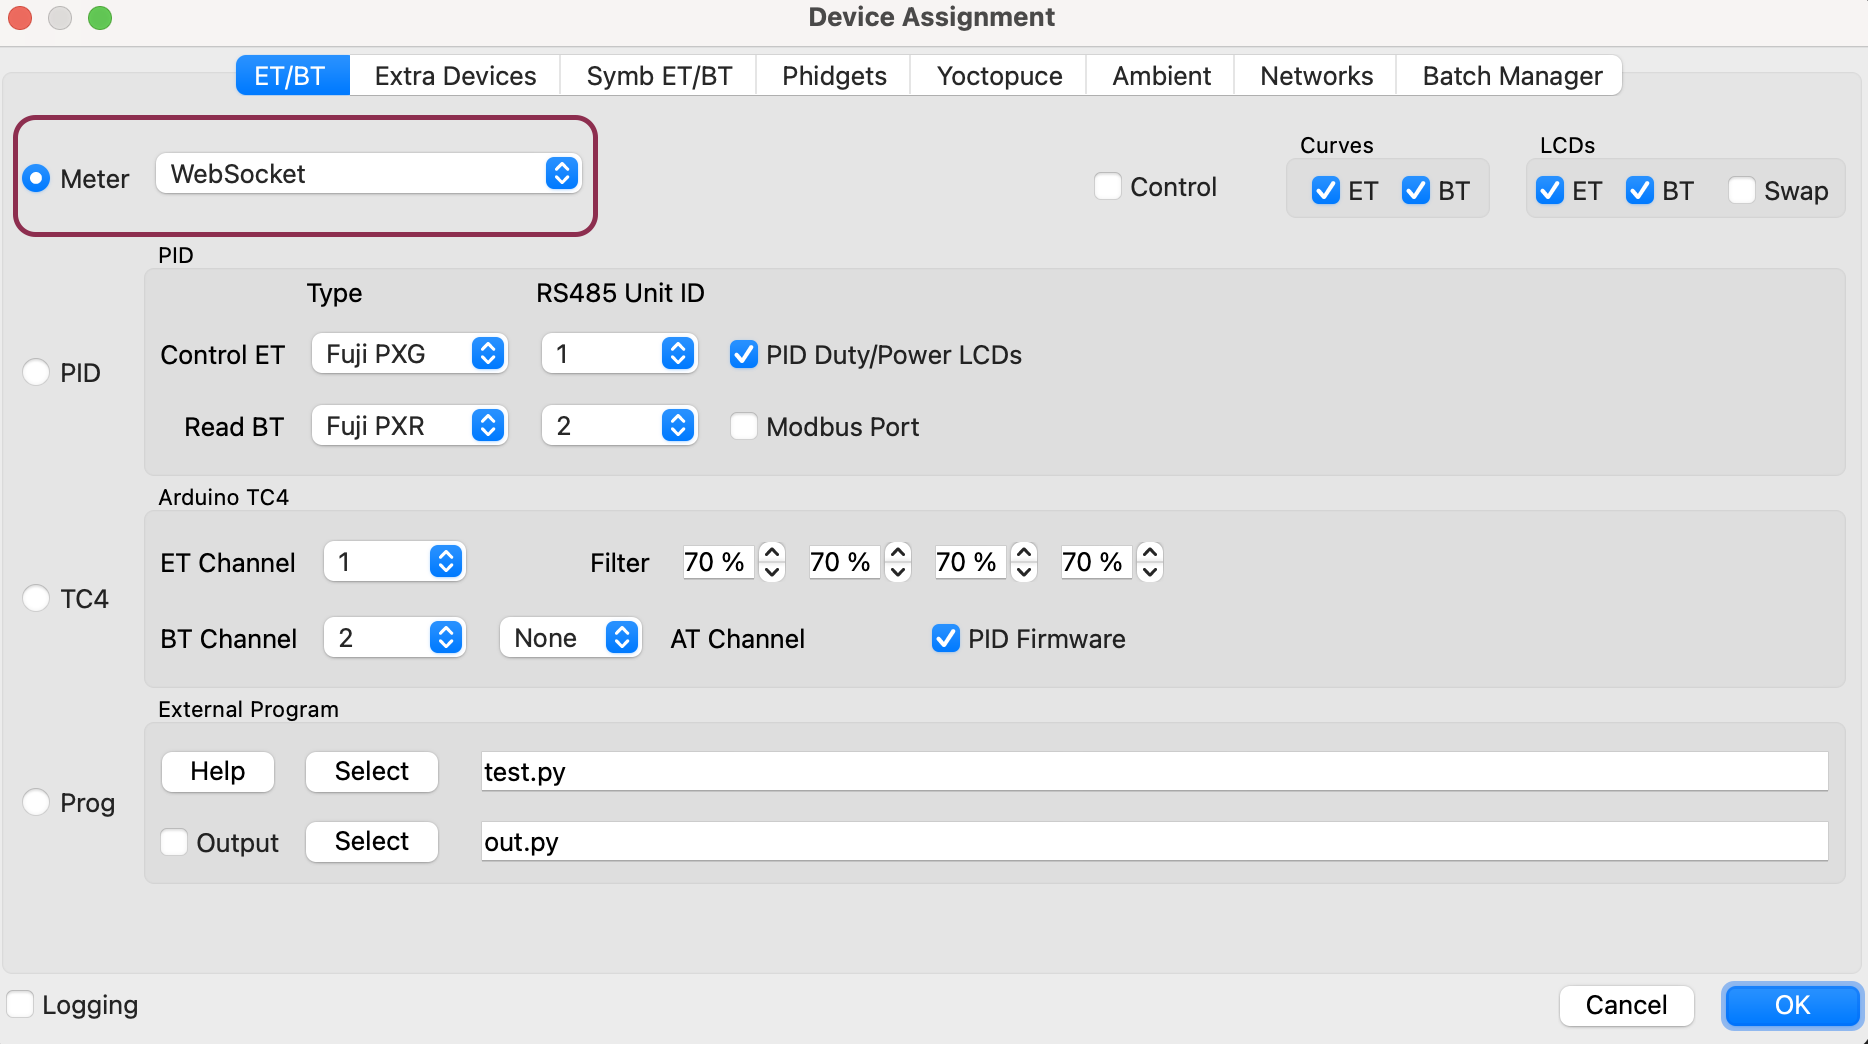 Device Assignment
ET/BT Extra Devices Symb ET/BT Phidgets Yoctopuce Ambient Networks Batch Manager
Curves LCDs
Meter WebSocket Control ET BT ET BT Swap
PID
Type RS485 Unit ID
Control ET Fuji PXG 1 PID Duty/Power LCDs
PID
Read BT Fuji PXR 2 Modbus Port
Arduino TC4
ET Channel 1 Filter 70 % 70 % 70 % 70 %
TC4
BT Channel 2 None AT Channel PID Firmware
External Program
Help Select test.py
Prog
Output Select out.py
Logging Cancel OK